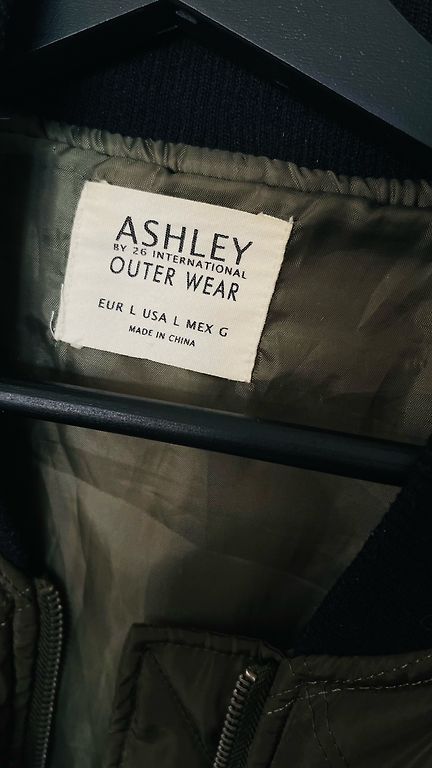 ASHLEY
BY 26 INTERNATIONAL
OUTER WEAR
EUR L USA L MEX G
MADE IN CHINA